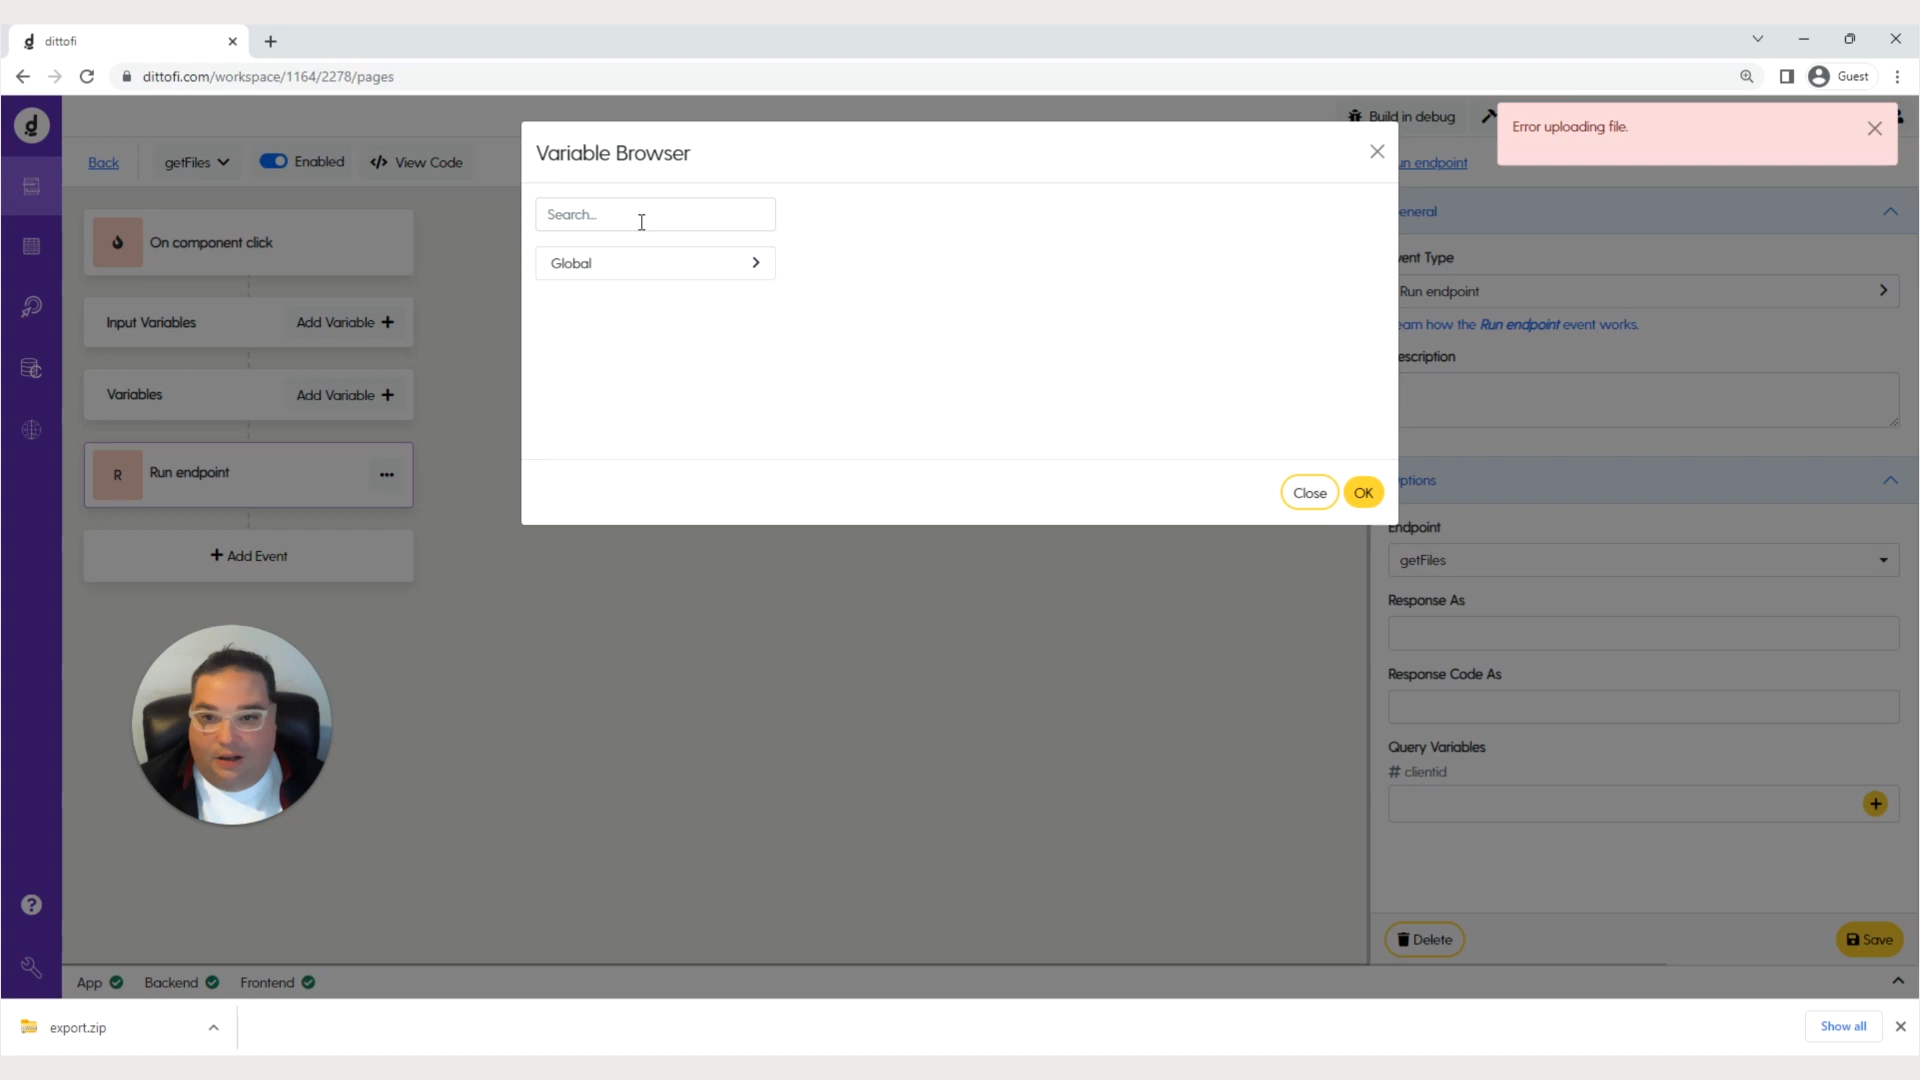 dittofi
dittofi.com/workspace/1164/2278/pages
Guest
Build in debug
Error uploading file.
Back
getFiles
Enabled
View Code
Variable Browser
un endpoint
Search...
Global
On component click
Input Variables
Add Variable
Variables
Add Variable
R
Run endpoint
Add Event
Close
OK
eneral
vent Type
Run endpoint
earn how the Run endpoint event works.
escription
ptions
Endpoint
getFiles
Response As
Response Code As
Query Variables
# clientid
Delete
Save
App
Backend
Frontend
export.zip
Show all